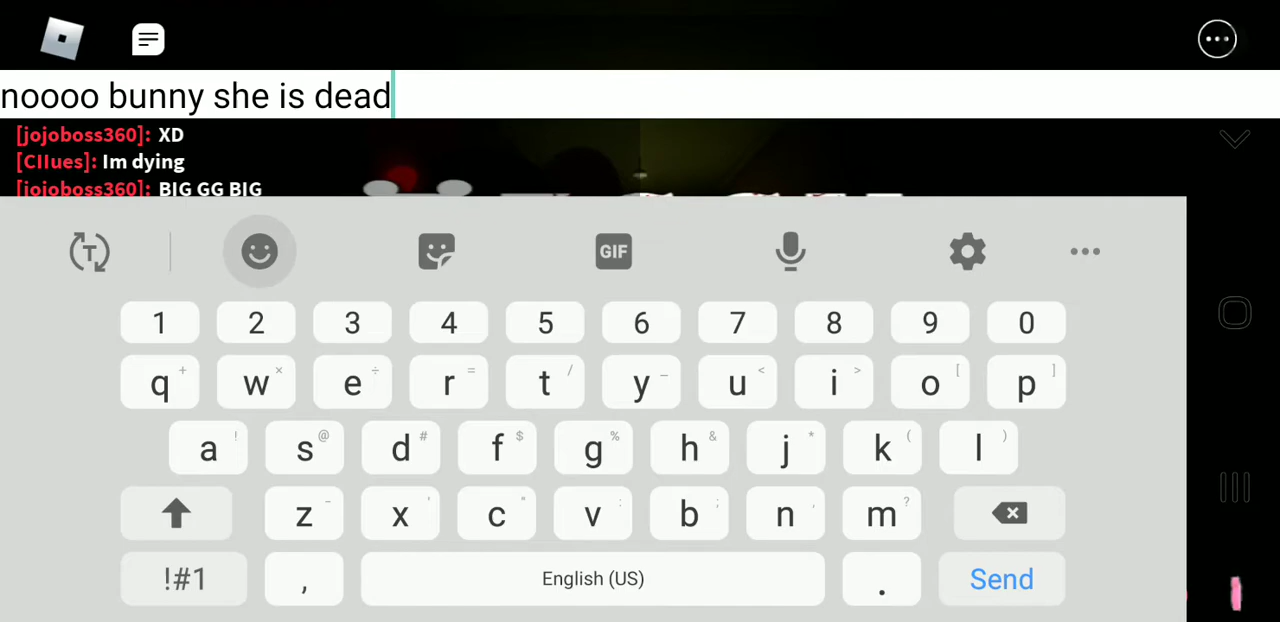 noooo bunny she is dead
[jojoboss360]: XD
[CIIues]: Im dying
[jojoboss360]: BIG GG BIG
T
GIF
1 2 3 4 5 6 7 8 9 0
q + w × e ÷ r = t / y _ u < i > o [ p ]
a ! s @ d # f $ g % h & j * k ( l )
z - x ' c " v : b ; n , m ?
!#1 , English (US) . Send